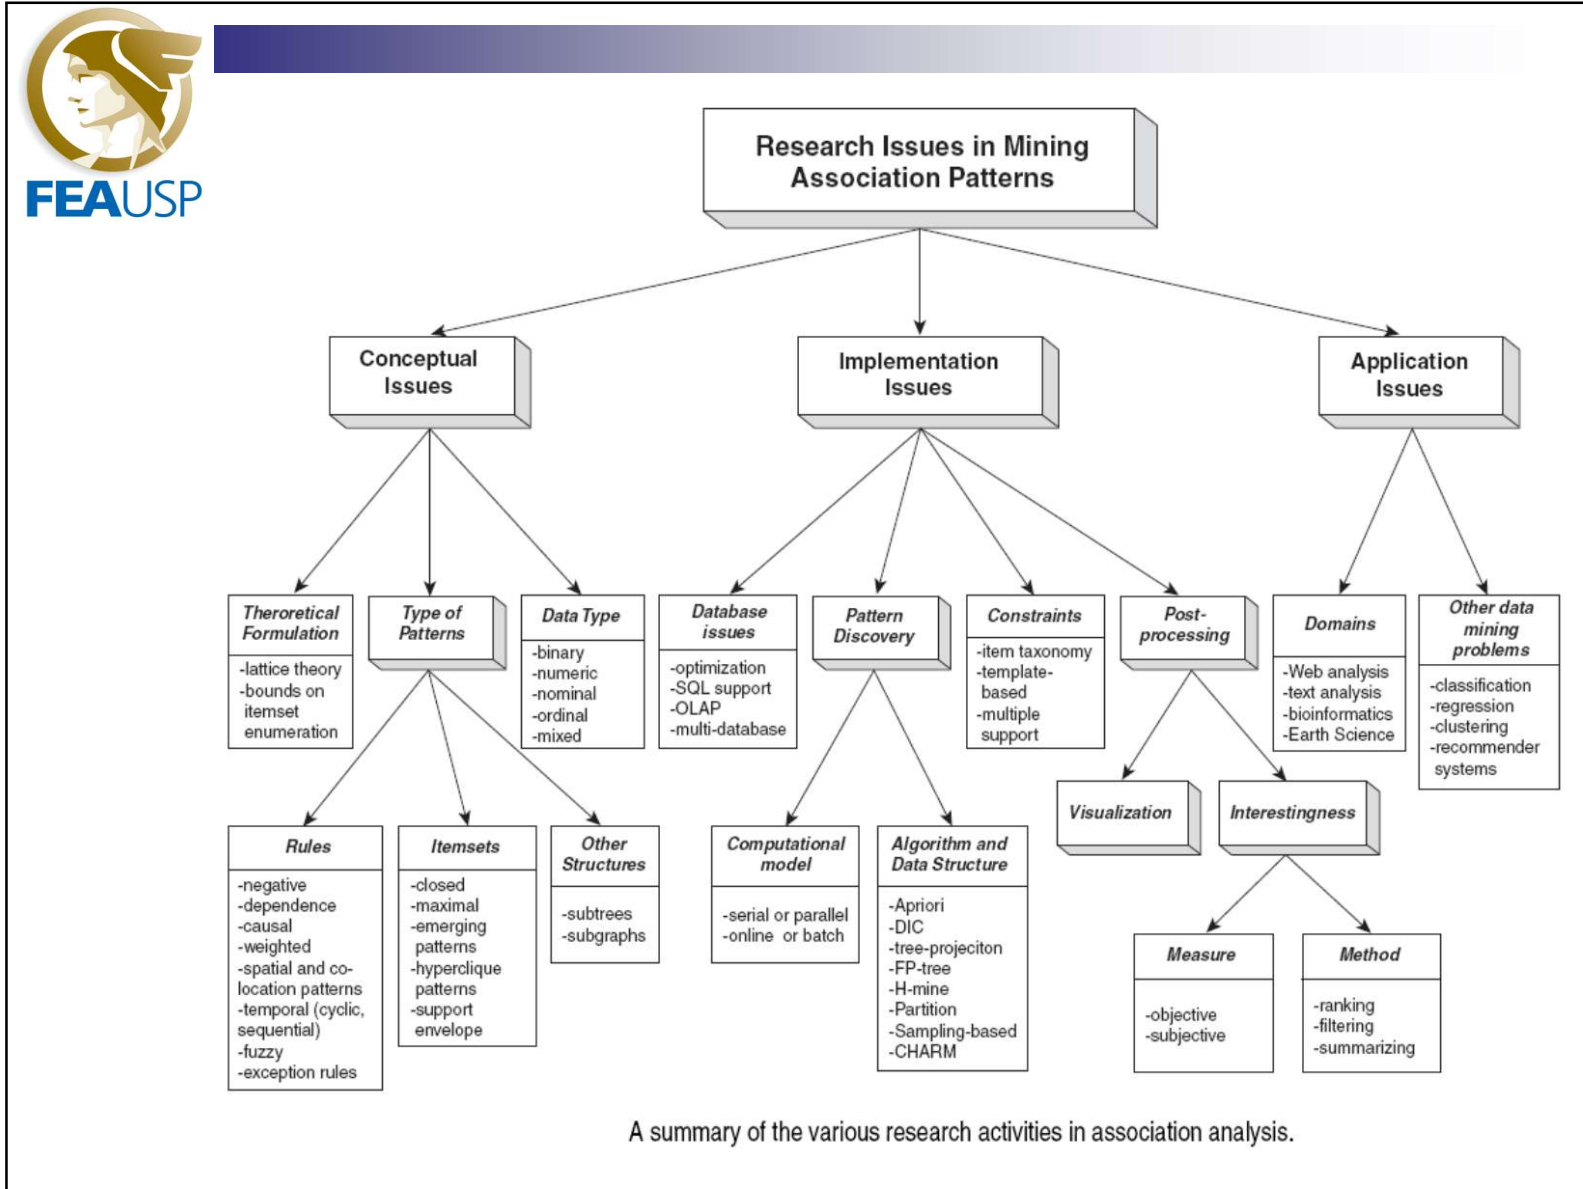 FEAUSP
Research Issues in Mining
Association Patterns
Conceptual
Issues
Implementation
Issues
Application
Issues
Theroretical
Formulation
-lattice theory
-bounds on
itemset
enumeration
Type of
Patterns
Data Type
-binary
-numeric
-nominal
-ordinal
-mixed
Database
issues
-optimization
-SQL support
-OLAP
-multi-database
Pattern
Discovery
Constraints
-item taxonomy
-template-
based
-multiple
support
Post-
processing
Domains
-Web analysis
-text analysis
-bioinformatics
-Earth Science
Other data
mining
problems
-classification
-regression
-clustering
-recommender
systems
Rules
-negative
-dependence
-causal
-weighted
-spatial and co-
location patterns
-temporal (cyclic,
sequential)
-fuzzy
-exception rules
Itemsets
-closed
-maximal
-emerging
patterns
-hyperclique
patterns
-support
envelope
Other
Structures
-subtrees
-subgraphs
Computational
model
-serial or parallel
-online or batch
Algorithm and
Data Structure
-Apriori
-DIC
-tree-projeciton
-FP-tree
-H-mine
-Partition
-Sampling-based
-CHARM
Visualization
Interestingness
Measure
-objective
-subjective
Method
-ranking
-filtering
-summarizing
A summary of the various research activities in association analysis.